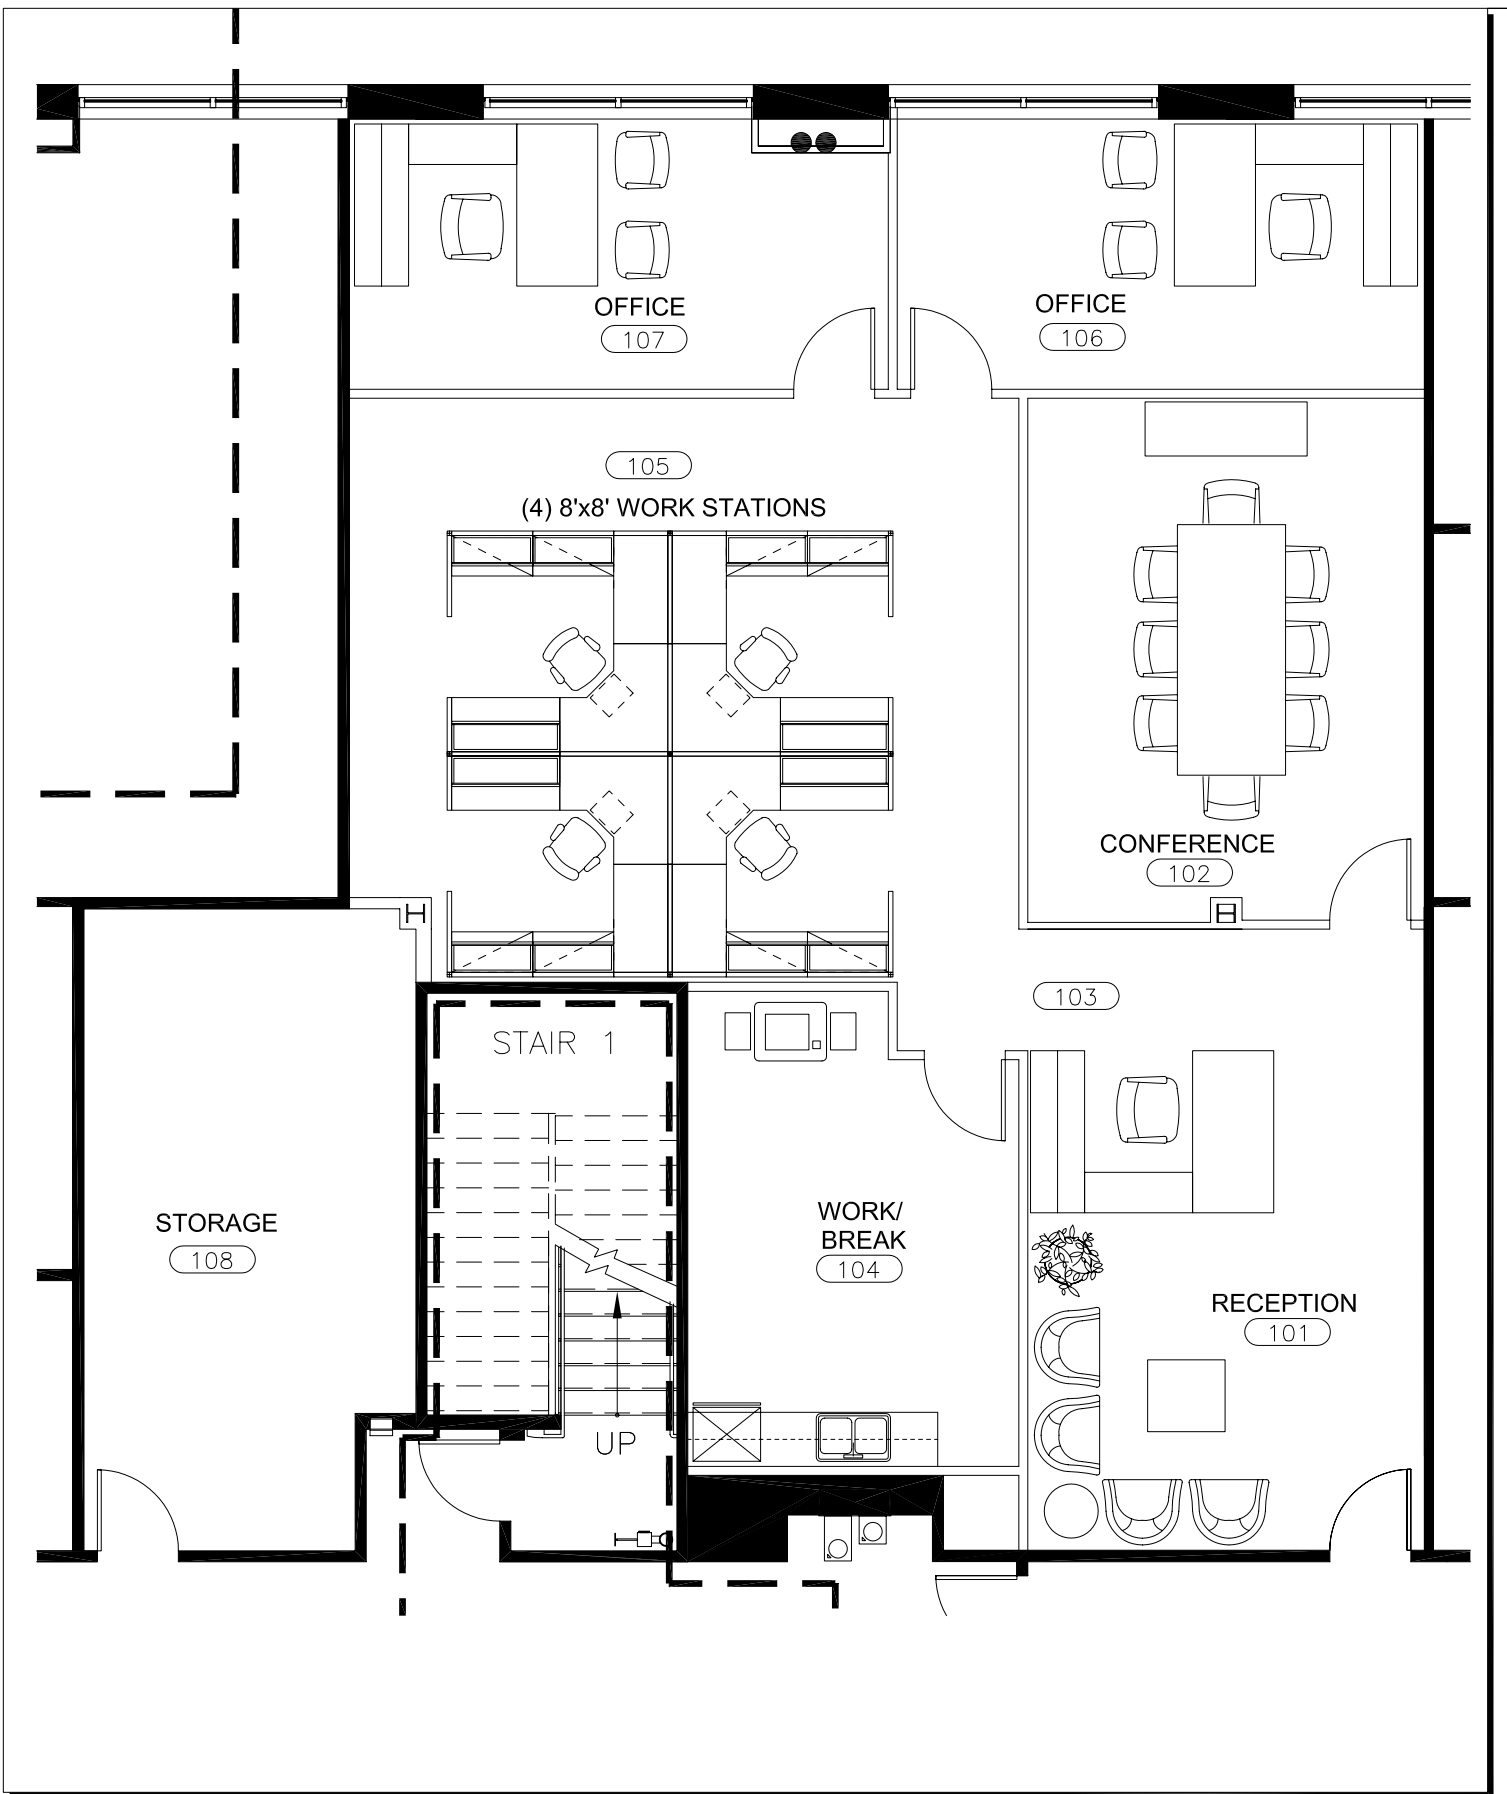 OFFICE
107
OFFICE
106
105
(4) 8'x8' WORK STATIONS
CONFERENCE
102
103
STAIR 1
STORAGE
108
WORK/
BREAK
104
RECEPTION
101
UP